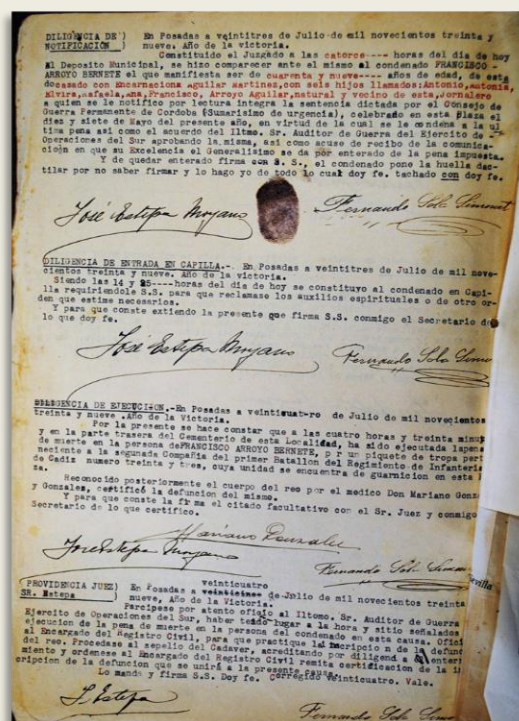 DILIGENCIA DE ) En Posadas a veintitres de Julio de mil novecientos treinta y
NOTIFICACIÓN ) nueve. Año de la victoria.
Constituido el Juzgado a las catorce---- horas del dia de hoy
al Deposito Municipal, se hizo comparecer ante el mismo al condenado FRANCISCO -
ARROYO BERNETE el que manifiesta ser de cuarenta y nueve---- años de edad, de esta
casado con Encarnacion Aguilar martinez,con seis hijos llamados:Antonio,antonia,
Elvira,rafaela,ana,Francisco, Arroyo Aguilar,natural y vecino de esta,jornalero
a quien se le notifico por lectura integra la sentencia dictada por el Consejo de
Guerra Permanente de Cordoba (Sumarisimo de urgencia), celebrado en esta Plaza el
diez y siete de Mayo del presente año, en virtud de la cual se le condena a la ul
tima pena asi como el acuerdo del Iltmo. Sr. Auditor de Guerra del Ejercito de -
Operaciones del Sur aprobando la misma, asi como acuse de recibo de la comunica-
cioón en que su Excelencia el Generalisimo se da por enterado de la pena impuesta.
Y de quedar enterado firma con S. S., el condenado pone la huella dac-
tilar por no saber firmar y lo hago yo de todo lo cual doy fe. tachado con doy fe.
José Estepa Moyano
Fernando Sola
DILIGENCIA DE ENTRADA EN CAPILLA.-. En Posadas a veintitres de Julio de mil nove-
cientos treinta y nueve. Año de la victoria.
Siendo las 14 y 25----horas del dia de hoy se constituyo al condenado en Capi-
lla requiriendole S.S. para que reclamase los auxilios espirituales o de otro or-
den que estime necesarios.
Y para que conste extiendo la presente que firma S.S. conmigo el Secretario de
lo que doy fe.
José Estepa Moyano
Fernando Sola
DILIGENCIA DE EJECUCION.-En Posadas a veinticuatro de Julio de mil novecientos
treinta y nueve .Año de la Victoria.
Por la presente se hace constar que a las cuatro horas y treinta minut
y en la parte trasera del Cementerio de esta Localidad, ha sido ejecutada lapena
de muerte en la persona deFRANCISCO ARROYO BERNETE, p r un piquete de tropa pert
neciente a la segunada Compañia del primer Batallon del Regimiento de Infanteria
de Cadiz numero treinta y tres, cuya unidad se encuentra de guarnicion en esta
sa.
Reconocido posteriormente el cuerpo del reo por el medico Don Mariano Gonz
y Gonzales, certificó la defuncion del mismo.
Y para que conste la firma el citado facultativo con el Sr. Juez y conmigo
Secretario de lo que certifico.
Mariano Gonzalez
José Estepa Moyano
Fernando Sola
veinticuatro
PROVIDENCIA JUEZ) En Posadas a veintitres de Julio de mil novecientos treinta
SR. Estepa ) nueve, Año de la Victoria.
Participese por atento oficio al Iltomo. Sr. Auditor de Guerra
Ejercito de Operaciones del Sur, haber tenido lugar a la hora y sitio señalados
ejecucion de la pena de muerte en la persona del condenado en esta causa. Ofici
al Encargado del Registro Civil, para que practique la inscripcio n de la defunc
del reo. Procedase al sepelio del Cadaver, acreditando por diligencia
miento y ordenese al Encargado del Registro Civil remita certificacion de la i
cripcion de la defuncion que se unirá a la presente causa.
Lo mando y firma S.S. Doy fe. Corregido veinticuatro. Vale.
J. Estepa
Fernando Sola